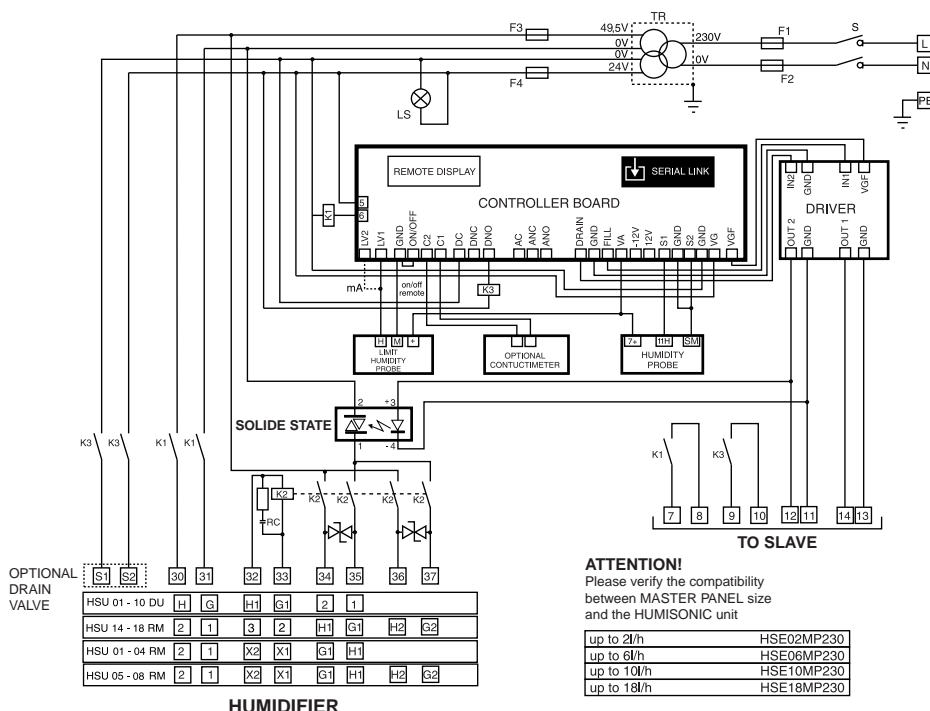 TR
F3
49,5V
0V
0V
24V
F4
230V
0V
F1
F2
S
L
N
PE
LS
REMOTE DISPLAY
SERIAL LINK
CONTROLLER BOARD
5
6
K1
LV2 LV1 GND ON/OFF C2 C1 DC DNC DNO AC ANC ANO DRAIN GND FILL VA -12V 12V S1 GND S2 GND VG VGF
IN2 GND IN1 VGF
DRIVER
OUT 2 GND OUT 1 GND
mA
on/off
remote
K3
H M +
LIMIT
HUMIDITY
PROBE
OPTIONAL
CONTUCTIMETER
7+ 11H SM
HUMIDITY
PROBE
2 +3
SOLIDE STATE
1 -4
K3 K3 K1 K1
K2
RC
K2 K2 K2 K2
K1 K3
7 8 9 10 12 11 14 13
TO SLAVE
OPTIONAL
DRAIN
VALVE
S1 S2 30 31 32 33 34 35 36 37
HSU 01 - 10 DU H G H1 G1 2 1
HSU 14 - 18 RM 2 1 3 2 H1 G1 H2 G2
HSU 01 - 04 RM 2 1 X2 X1 G1 H1
HSU 05 - 08 RM 2 1 X2 X1 G1 H1 H2 G2
HUMIDIFIER
ATTENTION!
Please verify the compatibility
between MASTER PANEL size
and the HUMISONIC unit
up to 2l/h HSE02MP230
up to 6l/h HSE06MP230
up to 10l/h HSE10MP230
up to 18l/h HSE18MP230